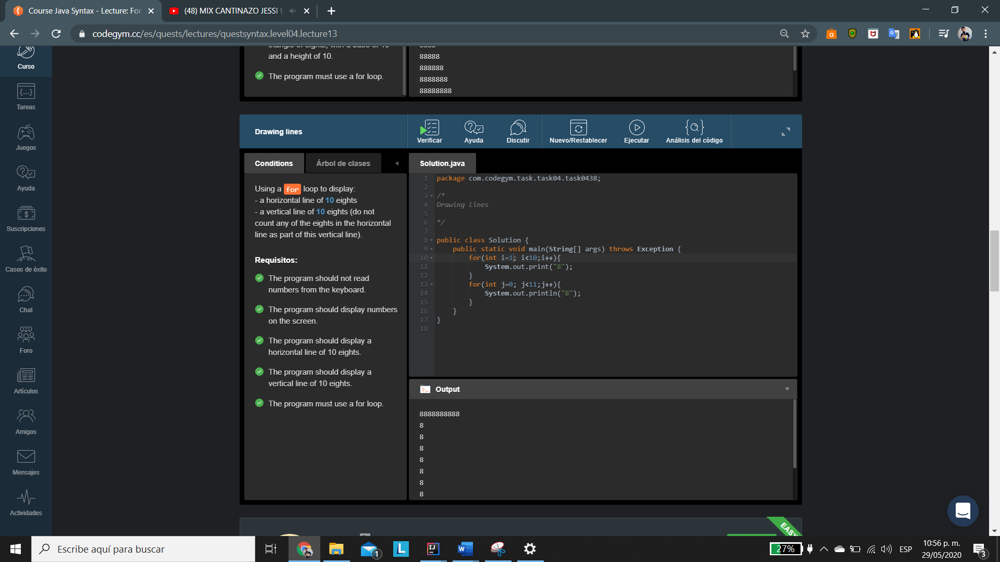 Course Java Syntax - Lecture: For
(48) MIX CANTINAZO JESSI U
codegym.cc/es/quests/lectures/questsyntax.level04.lecture13
Curso
Tareas
Juegos
Ayuda
Suscripciones
Casos de éxito
Chat
Foro
Artículos
Amigos
Mensajes
Actividades
and a height of 10.
The program must use a for loop.
8888
88888
888888
8888888
88888888
Drawing lines
Verificar
Ayuda
Discutir
Nuevo/Restablecer
Ejecutar
Análisis del código
Conditions
Árbol de clases
Using a for loop to display:
- a horizontal line of 10 eights
- a vertical line of 10 eights (do not
count any of the eights in the horizontal
line as part of this vertical line).
Requisitos:
The program should not read
numbers from the keyboard.
The program should display numbers
on the screen.
The program should display a
horizontal line of 10 eights.
The program should display a
vertical line of 10 eights.
The program must use a for loop.
Solution.java
1 package com.codegym.task.task04.task0438;
2
3 /*
4 Drawing lines
5
6 */
7
8 public class Solution {
9 public static void main(String[] args) throws Exception {
10 for(int i=1; i<10;i++){
11 System.out.print("8");
12 }
13 for(int j=0; j<11;j++){
14 System.out.println("8");
15 }
16 }
17 }
18
Output
8888888888
8
8
8
8
8
8
8
EASY
Escribe aquí para buscar
1
27%
ESP
10:56 p. m.
29/05/2020
3